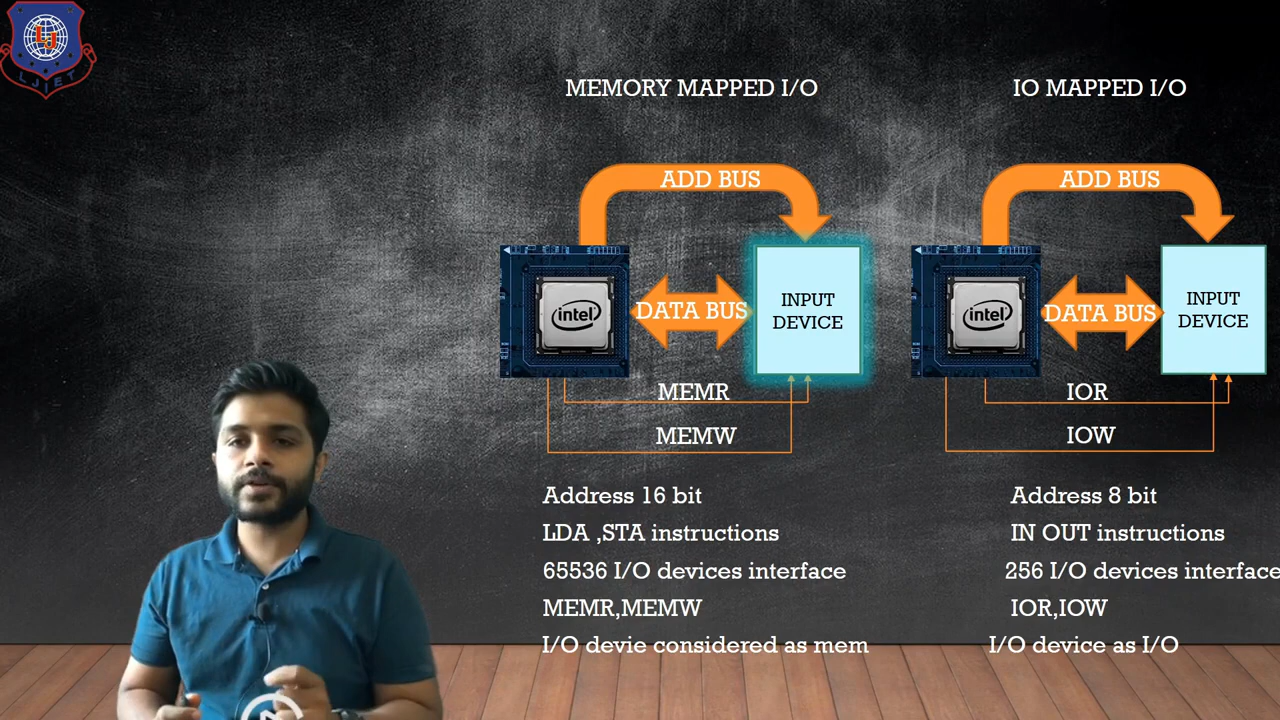 LJ
LJIET
MEMORY MAPPED I/O
IO MAPPED I/O
ADD BUS
ADD BUS
intel
DATA BUS
INPUT
DEVICE
intel
DATA BUS
INPUT
DEVICE
MEMR
MEMW
IOR
IOW
Address 16 bit
LDA ,STA instructions
65536 I/O devices interface
MEMR,MEMW
I/O devie considered as mem
Address 8 bit
IN OUT instructions
256 I/O devices interface
IOR,IOW
I/O device as I/O